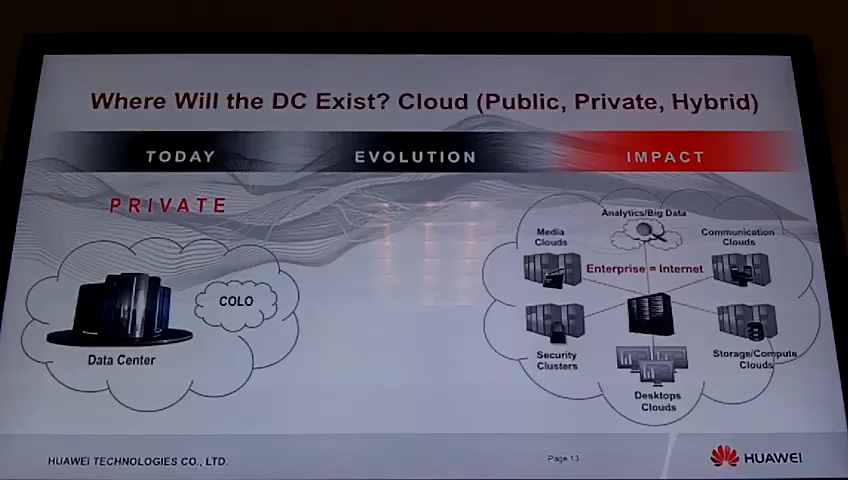 Where Will the DC Exist? Cloud (Public, Private, Hybrid)
TODAY
EVOLUTION
IMPACT
PRIVATE
COLO
Data Center
Analytics/Big Data
Media
Clouds
Communication
Clouds
Enterprise = Internet
Security
Clusters
Storage/Compute
Clouds
Desktops
Clouds
HUAWEI TECHNOLOGIES CO., LTD.
Page 13
HUAWEI